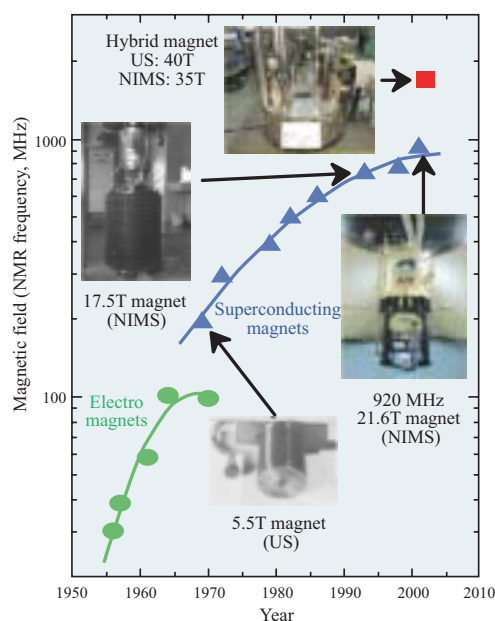 Hybrid magnet
US: 40T
NIMS: 35T
1000
Magnetic field (NMR frequency, MHz)
17.5T magnet
(NIMS)
Superconducting
magnets
100
Electro
magnets
920 MHz
21.6T magnet
(NIMS)
5.5T magnet
(US)
1950
1960
1970
1980
1990
2000
2010
Year